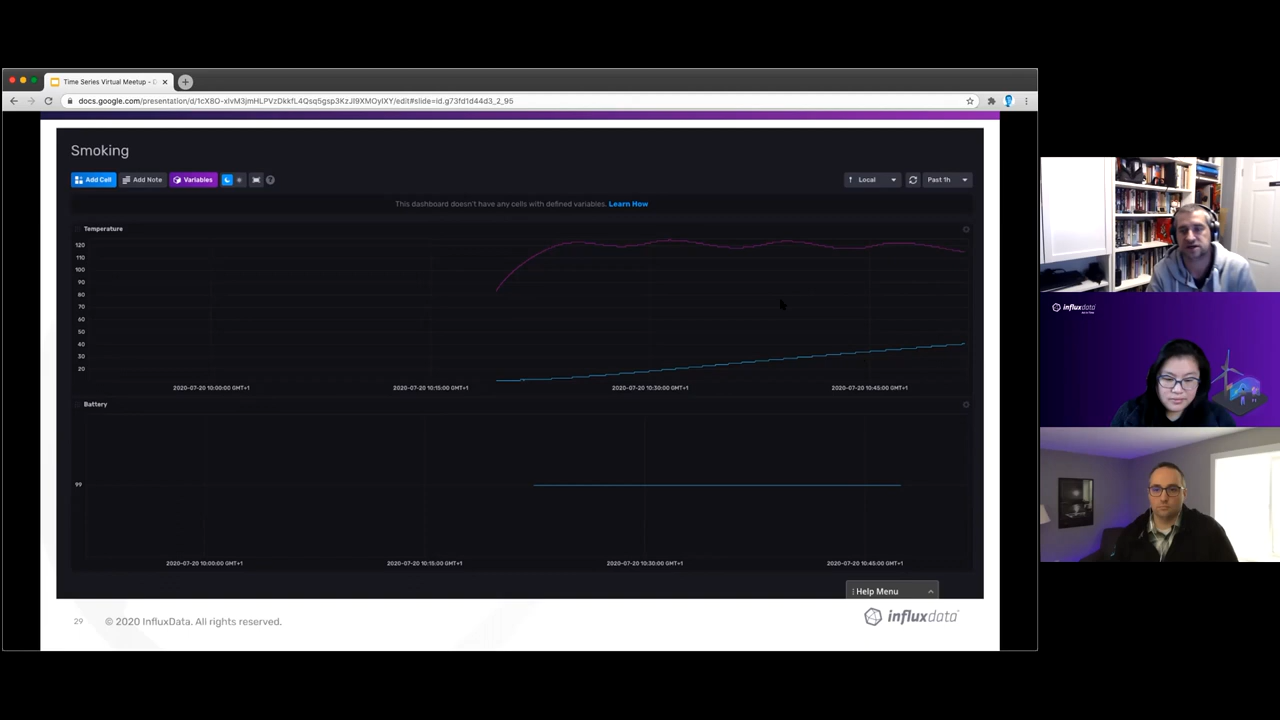 Time Series Virtual Meetup - D
docs.google.com/presentation/d/1cX8O-xIvM3jmHLPVzDkkfL4Qsq5gsp3KzJI9XMOyIXY/edit#slide=id.g73fd1d44d3_2_95
Smoking
Add Cell
Add Note
Variables
Local
Past 1h
This dashboard doesn't have any cells with defined variables. Learn How
Temperature
120
110
100
90
80
70
60
50
40
30
20
2020-07-20 10:00:00 GMT+1
2020-07-20 10:15:00 GMT+1
2020-07-20 10:30:00 GMT+1
2020-07-20 10:45:00 GMT+1
Battery
99
2020-07-20 10:00:00 GMT+1
2020-07-20 10:15:00 GMT+1
2020-07-20 10:30:00 GMT+1
2020-07-20 10:45:00 GMT+1
Help Menu
29 © 2020 InfluxData. All rights reserved.
influxdata
influxdata